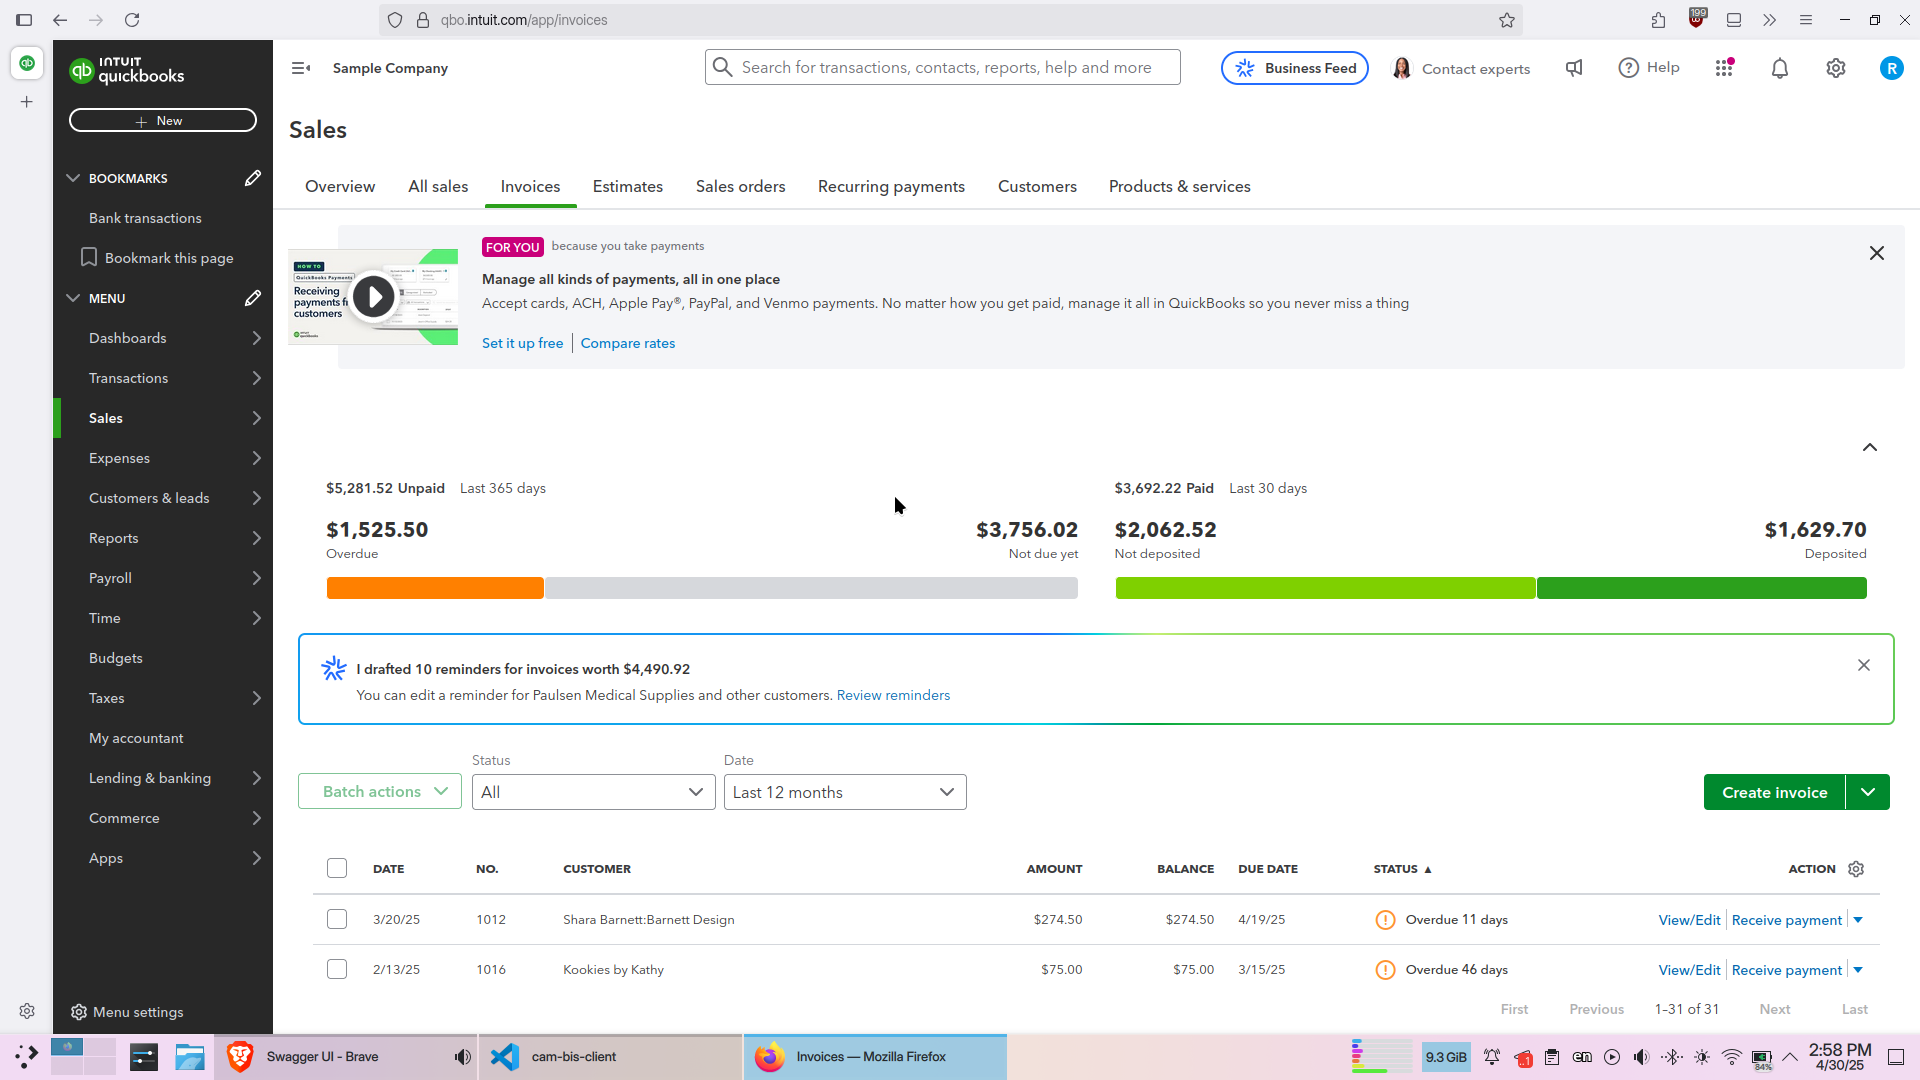 qbo.intuit.com/app/invoices
199
INTUIT
quickbooks
New
Sample Company
Search for transactions, contacts, reports, help and more
Business Feed
Contact experts
Help
R
Sales
Overview
All sales
Invoices
Estimates
Sales orders
Recurring payments
Customers
Products & services
BOOKMARKS
Bank transactions
Bookmark this page
MENU
Dashboards
Transactions
Sales
Expenses
Customers & leads
Reports
Payroll
Time
Budgets
Taxes
My accountant
Lending & banking
Commerce
Apps
Menu settings
HOW TO
QuickBooks Payments
Receiving
payments
customers
FOR YOU because you take payments
Manage all kinds of payments, all in one place
Accept cards, ACH, Apple Pay®, PayPal, and Venmo payments. No matter how you get paid, manage it all in QuickBooks so you never miss a thing
Set it up free
Compare rates
$5,281.52 Unpaid Last 365 days
$3,692.22 Paid Last 30 days
$1,525.50
$3,756.02
$2,062.52
$1,629.70
Overdue
Not due yet
Not deposited
Deposited
I drafted 10 reminders for invoices worth $4,490.92
You can edit a reminder for Paulsen Medical Supplies and other customers. Review reminders
Status
Date
Batch actions
All
Last 12 months
Create invoice
DATE NO. CUSTOMER AMOUNT BALANCE DUE DATE STATUS ▲ ACTION
3/20/25 1012 Shara Barnett:Barnett Design $274.50 $274.50 4/19/25 Overdue 11 days View/Edit Receive payment
2/13/25 1016 Kookies by Kathy $75.00 $75.00 3/15/25 Overdue 46 days View/Edit Receive payment
First Previous 1–31 of 31 Next Last
Swagger UI - Brave
cam-bis-client
Invoices — Mozilla Firefox
9.3 GiB
en
84%
2:58 PM
4/30/25